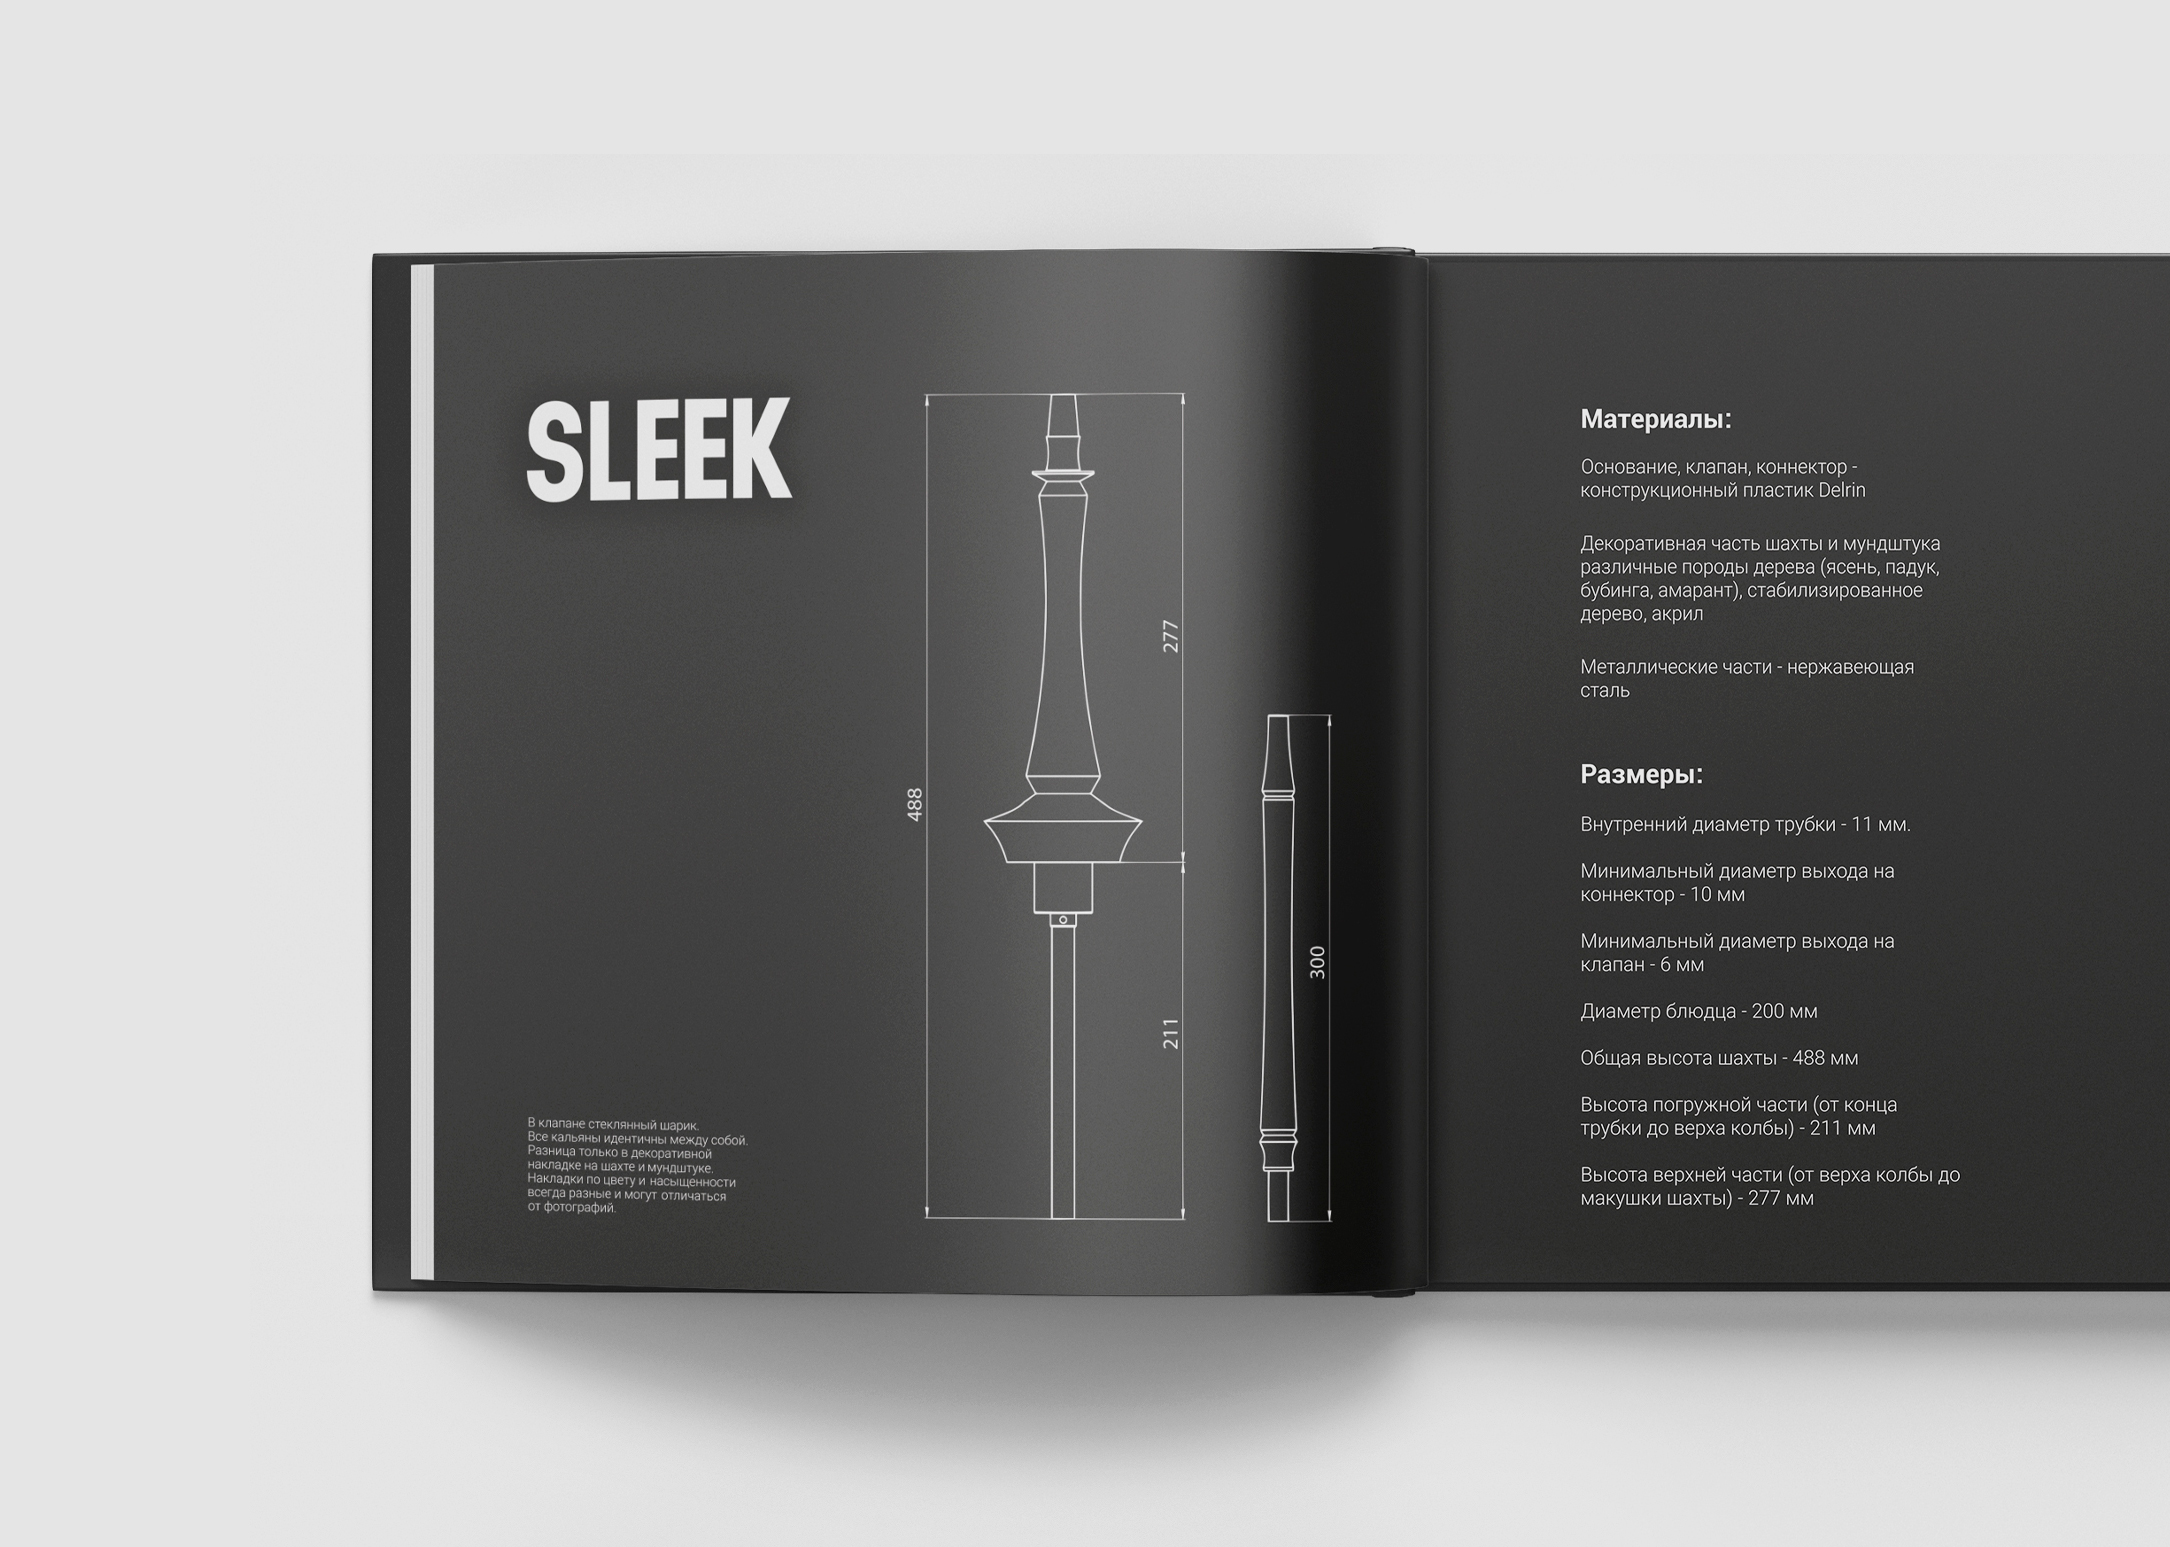 SLEEK
488
277
211
300
В клапане стеклянный шарик.
Все кальяны идентичны между собой.
Разница только в декоративной
накладке на шахте и мундштуке.
Накладки по цвету и насыщенности
всегда разные и могут отличаться
от фотографий.
Материалы:
Основание, клапан, коннектор -
конструкционный пластик Delrin
Декоративная часть шахты и мундштука
различные породы дерева (ясень, падук,
бубинга, амарант), стабилизированное
дерево, акрил
Металлические части - нержавеющая
сталь
Размеры:
Внутренний диаметр трубки - 11 мм.
Минимальный диаметр выхода на
коннектор - 10 мм
Минимальный диаметр выхода на
клапан - 6 мм
Диаметр блюдца - 200 мм
Общая высота шахты - 488 мм
Высота погружной части (от конца
трубки до верха колбы) - 211 мм
Высота верхней части (от верха колбы до
макушки шахты) - 277 мм